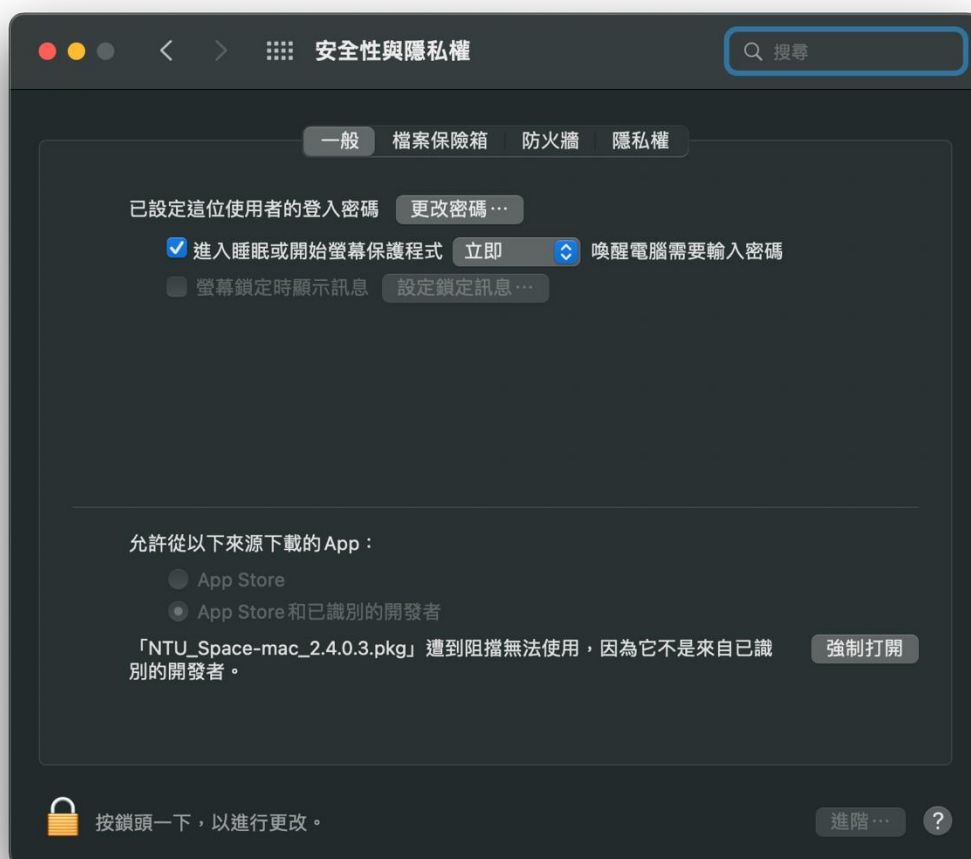 安全性與隱私權
搜尋
一般 檔案保險箱 防火牆 隱私權
已設定這位使用者的登入密碼 更改密碼⋯
進入睡眠或開始螢幕保護程式 立即 喚醒電腦需要輸入密碼
螢幕鎖定時顯示訊息 設定鎖定訊息⋯
允許從以下來源下載的App：
App Store
App Store和已識別的開發者
「NTU_Space-mac_2.4.0.3.pkg」遭到阻擋無法使用，因為它不是來自已識 強制打開
別的開發者。
按鎖頭一下，以進行更改。 進階⋯ ?